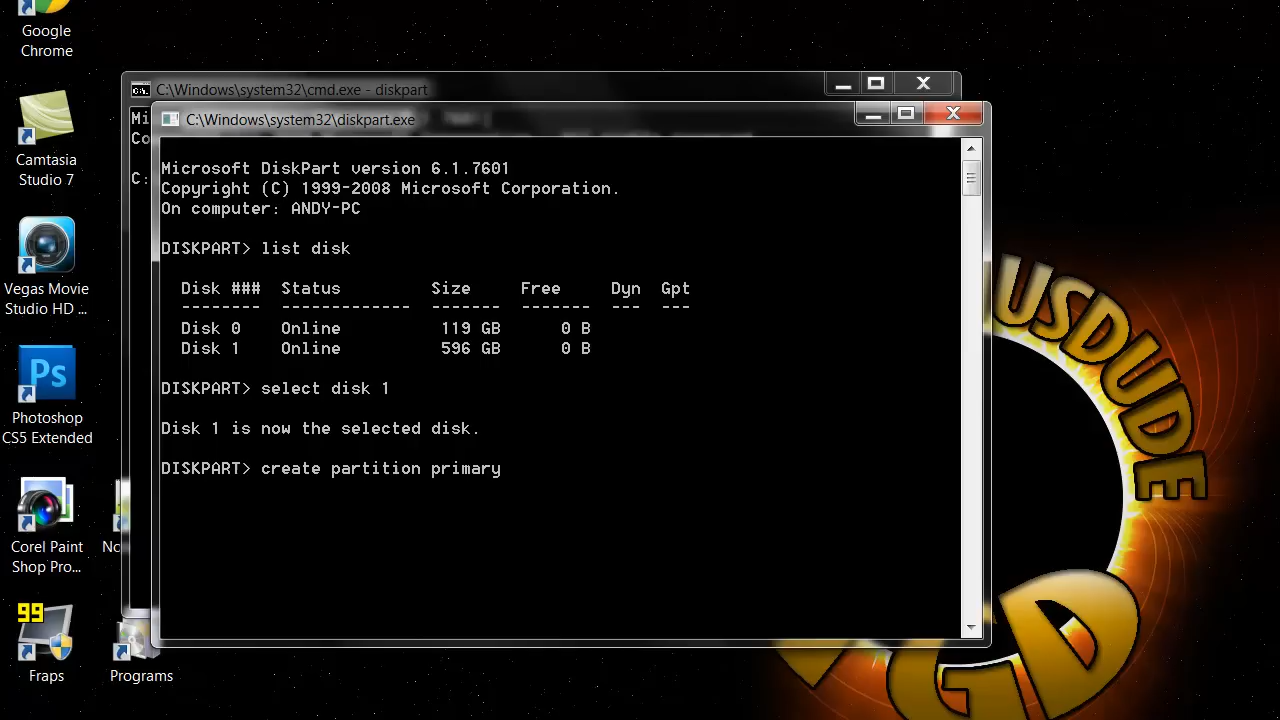 Google
Chrome
Camtasia
Studio 7
Vegas Movie
Studio HD ...
Ps
Photoshop
CS5 Extended
Corel Paint
Shop Pro...
99
Fraps
Programs
C:\Windows\system32\cmd.exe - diskpart
C:\Windows\system32\diskpart.exe
Microsoft DiskPart version 6.1.7601
Copyright (C) 1999-2008 Microsoft Corporation.
On computer: ANDY-PC
DISKPART> list disk
Disk ### Status Size Free Dyn Gpt
-------- ------------- ------- ------- --- ---
Disk 0 Online 119 GB 0 B
Disk 1 Online 596 GB 0 B
DISKPART> select disk 1
Disk 1 is now the selected disk.
DISKPART> create partition primary
USDUDE